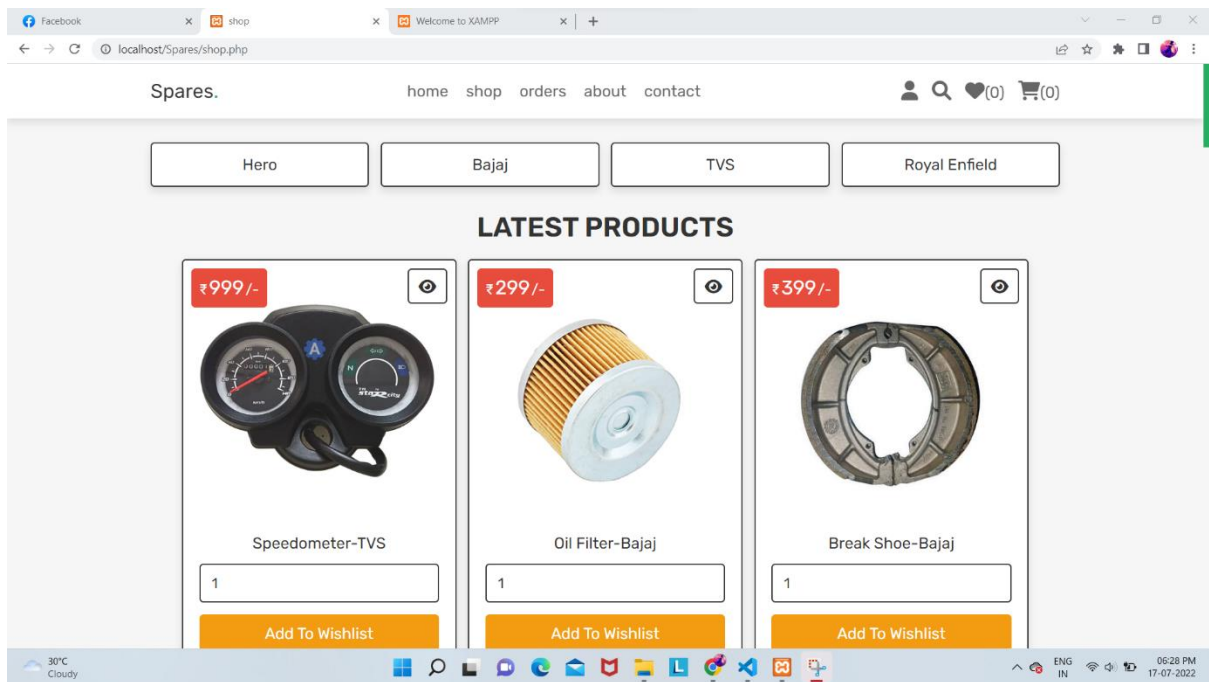 Facebook
shop
Welcome to XAMPP
localhost/Spares/shop.php
Spares.
home shop orders about contact
(0) (0)
Hero Bajaj TVS Royal Enfield
LATEST PRODUCTS
₹999/- ₹299/- ₹399/-
A
N
Speedometer-TVS Oil Filter-Bajaj Break Shoe-Bajaj
1 1 1
Add To Wishlist Add To Wishlist Add To Wishlist
30°C
Cloudy
L
ENG
IN
06:28 PM
17-07-2022